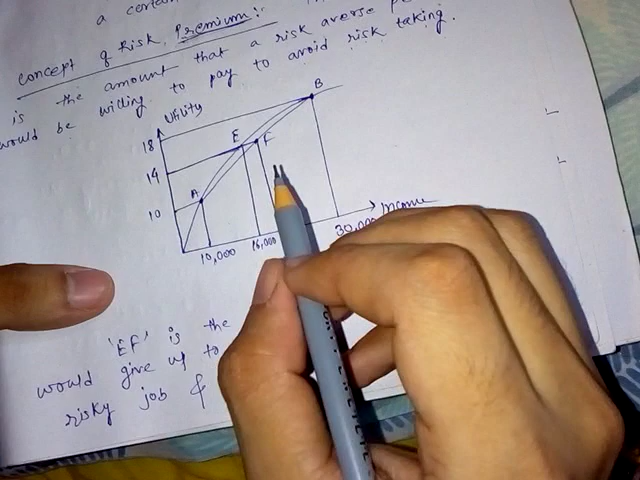 a certain
concept of Risk Premium:-
is the amount that a risk averse pe
would be willing to pay to avoid risk taking.
Utility
B
18
E
F
14
A
10
Income
10,000
16,000
30,000
'EF' is the
would give up to
risky job &